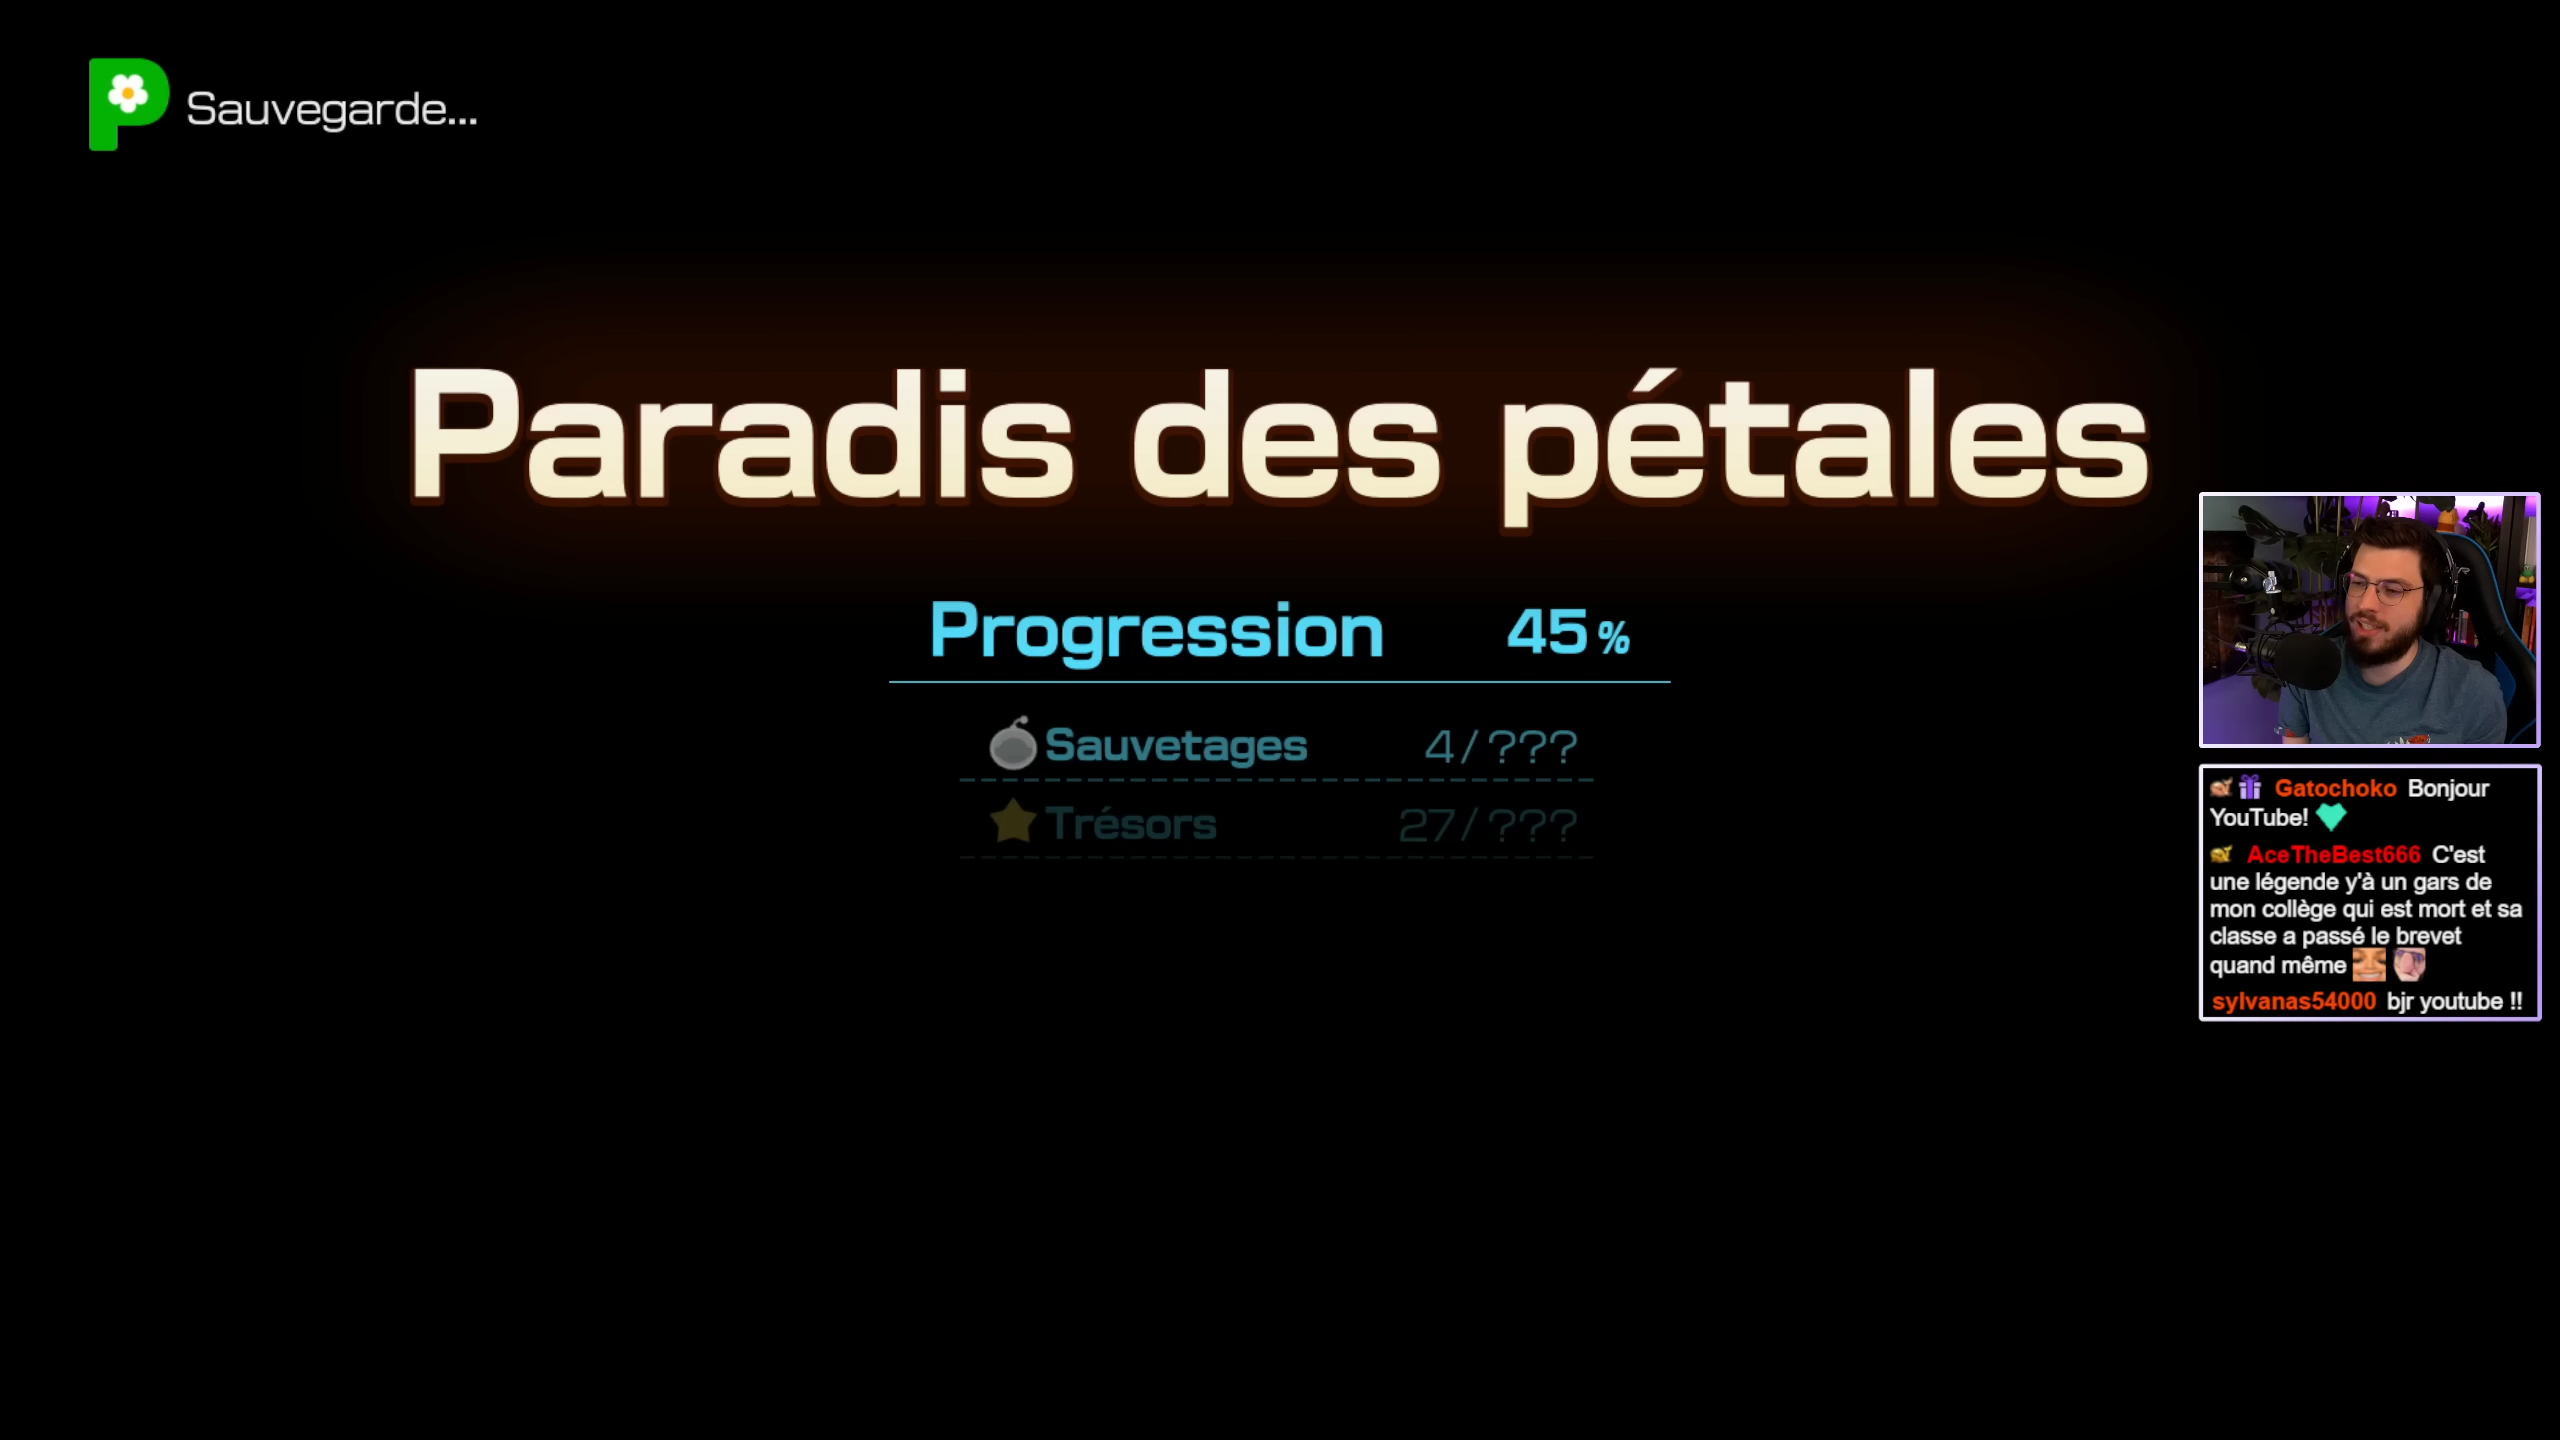 Sauvegarde...
Paradis des pétales
Progression 45 %
Sauvetages 4/???
Trésors 27/???
Gatochoko Bonjour
YouTube!
AceTheBest666 C'est
une légende y'à un gars de
mon collège qui est mort et sa
classe a passé le brevet
quand même
sylvanas54000 bjr youtube !!